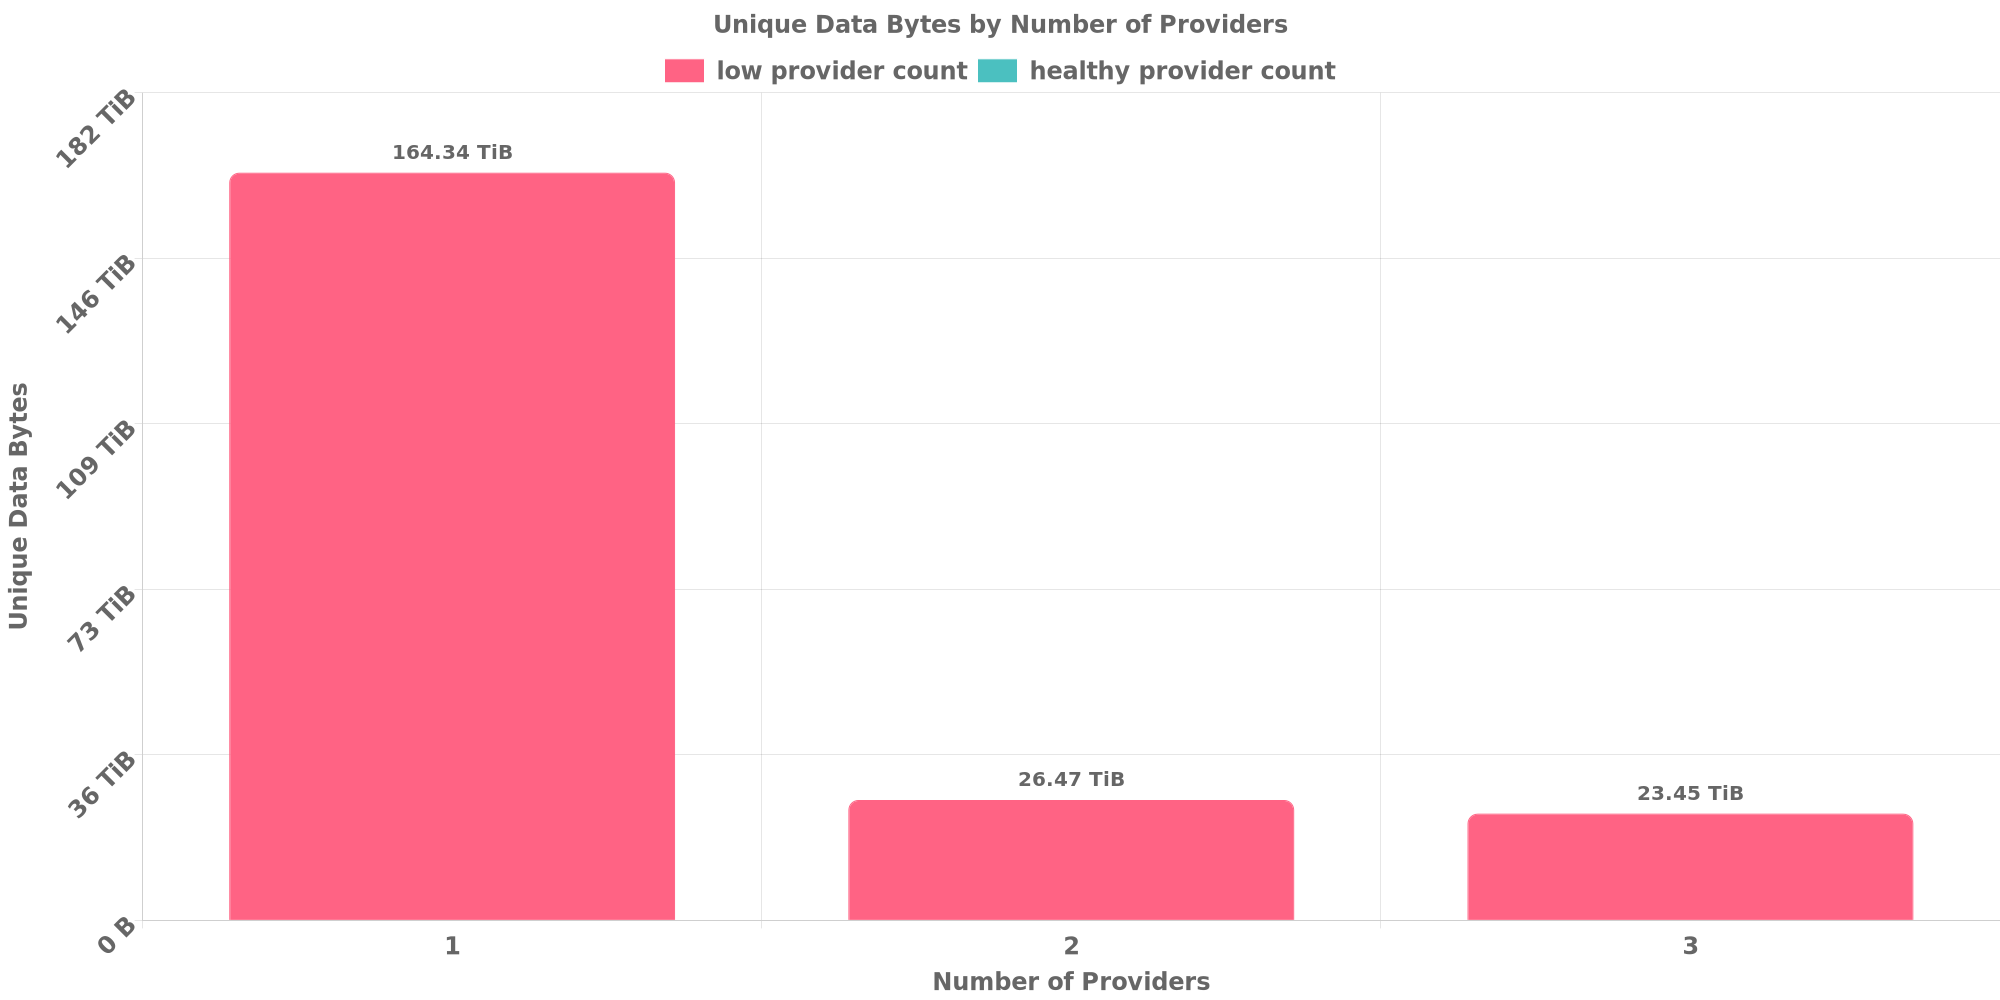 Unique Data Bytes by Number of Providers
low provider count healthy provider count
182 TiB
146 TiB
109 TiB
73 TiB
36 TiB
0 B
Unique Data Bytes
164.34 TiB
26.47 TiB
23.45 TiB
1 2 3
Number of Providers